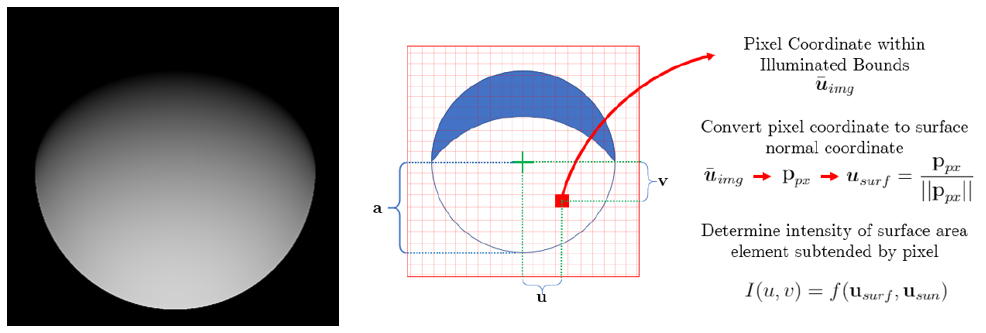 a
v
u
Pixel Coordinate within
Illuminated Bounds
ū_img
Convert pixel coordinate to surface
normal coordinate
ū_img → p_px → u_surf = p_px / ||p_px||
Determine intensity of surface area
element subtended by pixel
I(u, v) = f(u_surf, u_sun)